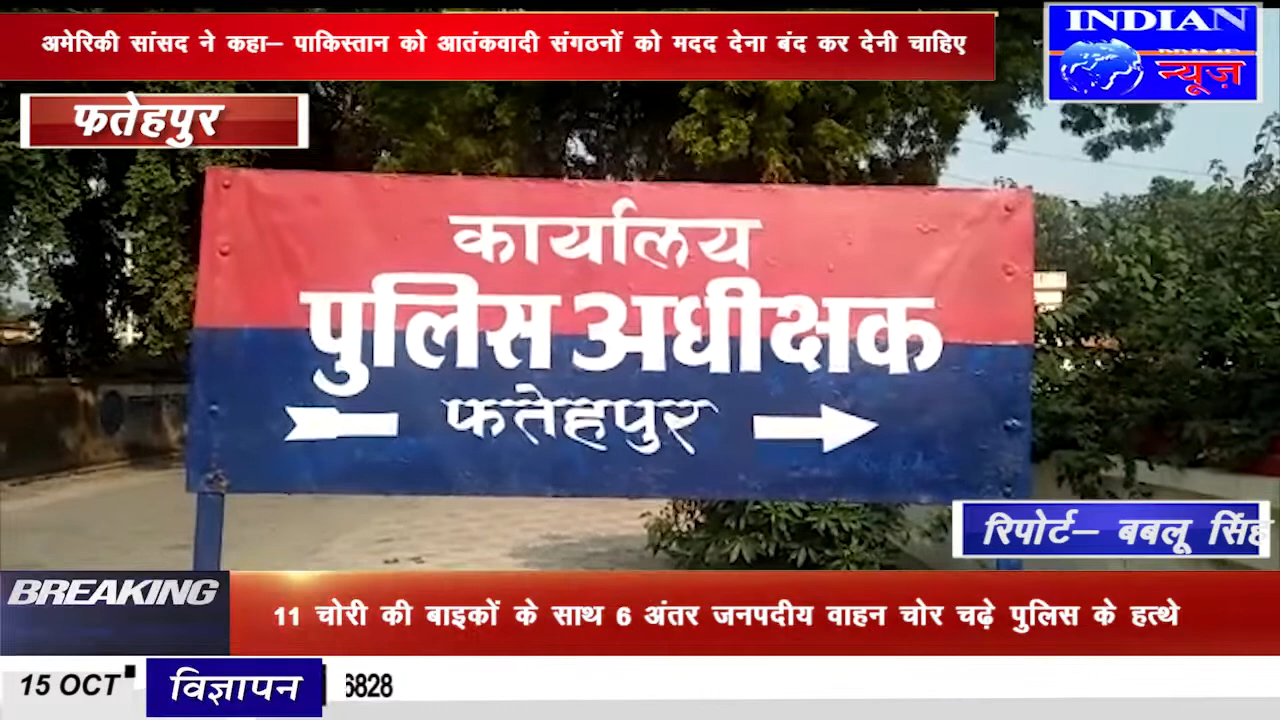 अमेरिकी सांसद ने कहा– पाकिस्तान को आतंकवादी संगठनों को मदद देना बंद कर देनी चाहिए
INDIAN
न्यूज़
फतेहपुर
कार्यालय
पुलिस अधीक्षक
फतेहपुर
रिपोर्ट– बबलू सिंह
BREAKING
11 चोरी की बाइकों के साथ 6 अंतर जनपदीय वाहन चोर चढ़े पुलिस के हत्थे
15 OCT
विज्ञापन
6828